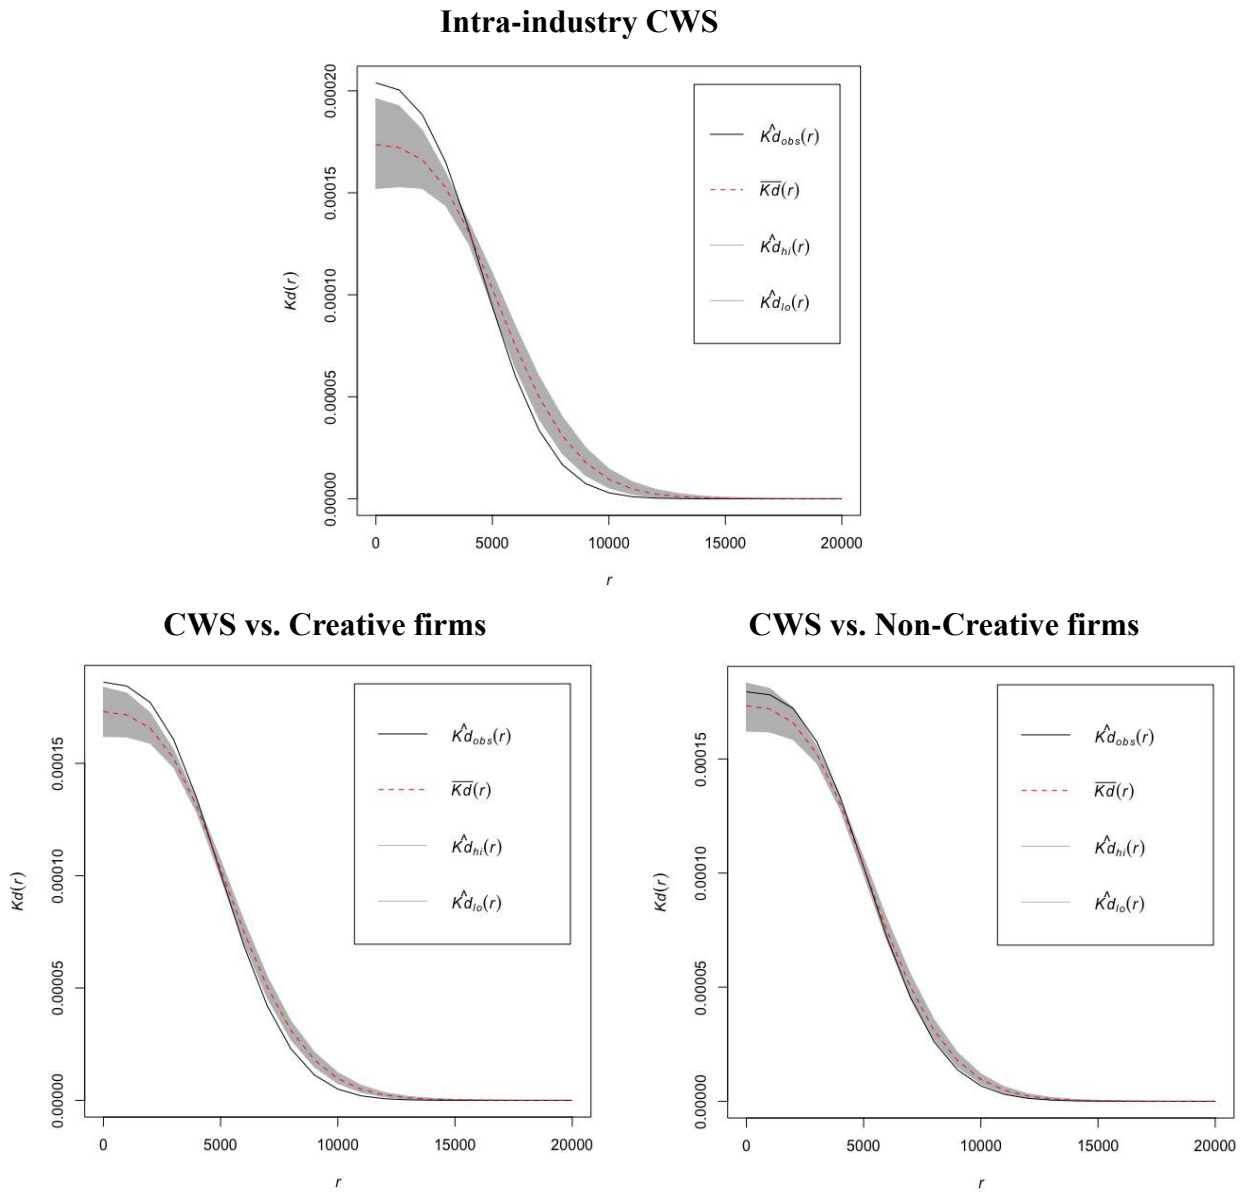 Intra-industry CWS
Kd(r)
0.00020
0.00015
0.00010
0.00005
0.00000
K̂d_obs(r)
K̅d̅(r)
K̂d_hi(r)
K̂d_lo(r)
0 5000 10000 15000 20000
r
CWS vs. Creative firms
Kd(r)
0.00015
0.00010
0.00005
0.00000
K̂d_obs(r)
K̅d̅(r)
K̂d_hi(r)
K̂d_lo(r)
0 5000 10000 15000 20000
r
CWS vs. Non-Creative firms
Kd(r)
0.00015
0.00010
0.00005
0.00000
K̂d_obs(r)
K̅d̅(r)
K̂d_hi(r)
K̂d_lo(r)
0 5000 10000 15000 20000
r